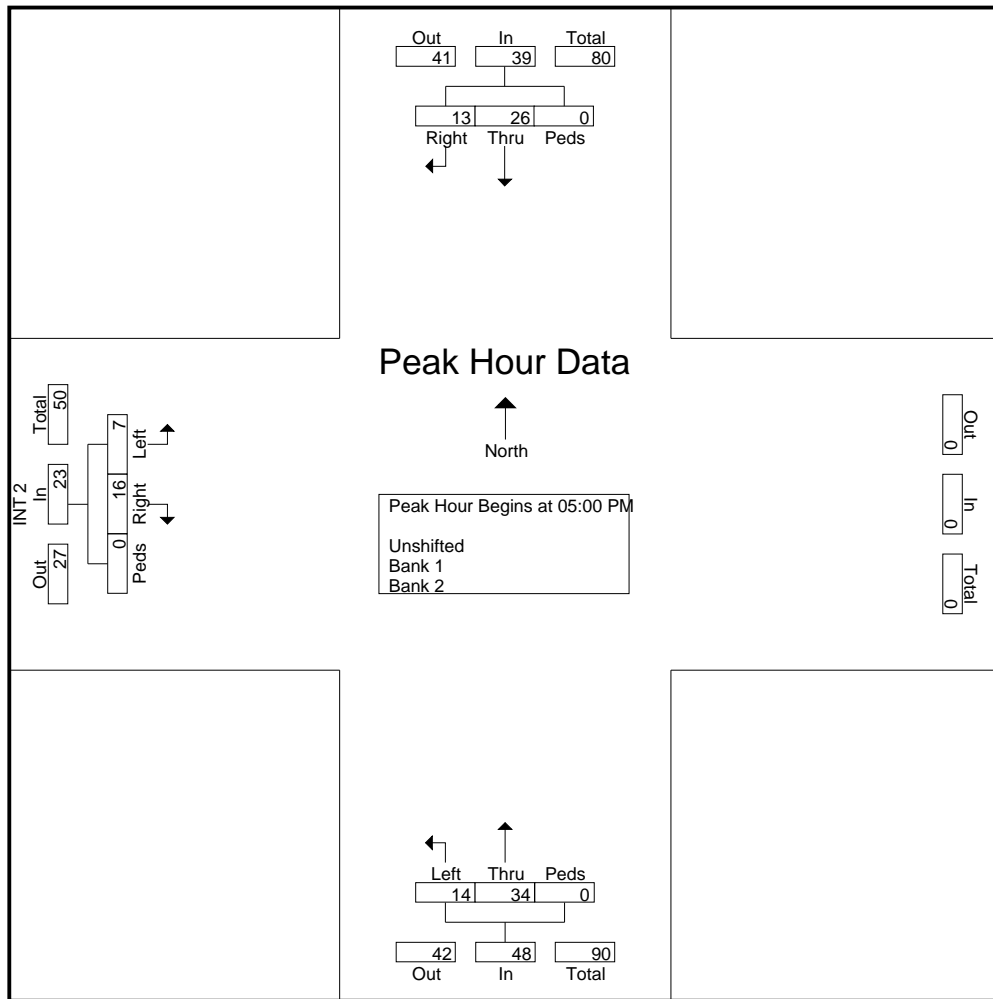 Out In Total
41 39 80
13 26 0
Right Thru Peds
Peak Hour Data
North
Peak Hour Begins at 05:00 PM
Unshifted
Bank 1
Bank 2
INT 2
Out In Total
27 23 50
0 16 7
Peds Right Left
Out In Total
0 0 0
Left Thru Peds
14 34 0
42 48 90
Out In Total